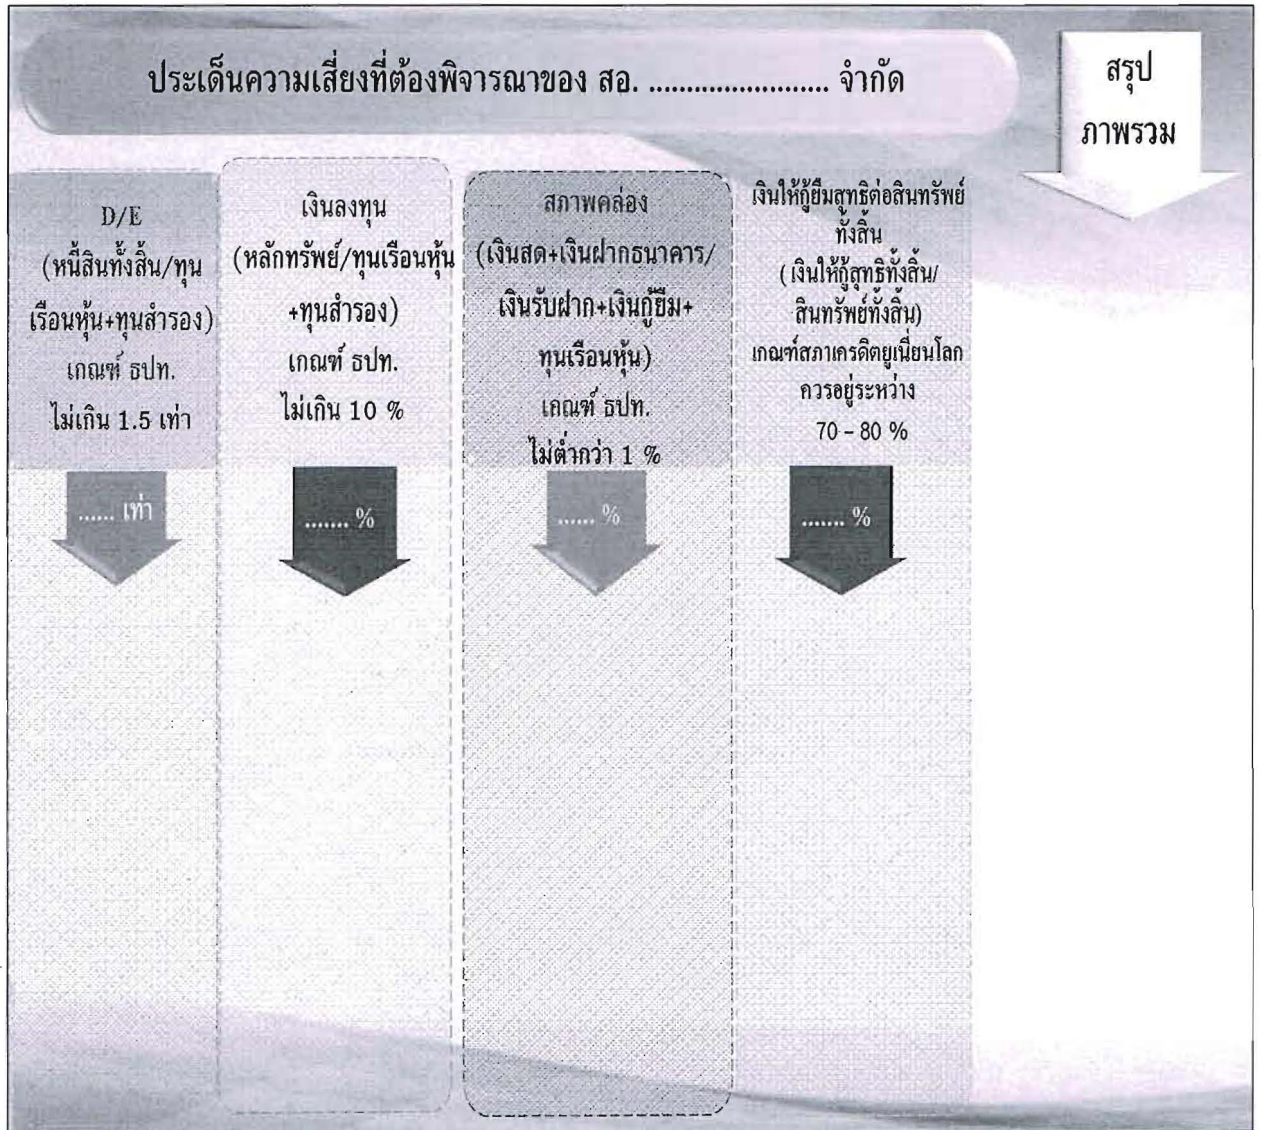 ประเด็นความเสี่ยงที่ต้องพิจารณาของ สอ. ........................ จำกัด
สรุป
ภาพรวม
D/E
(หนี้สินทั้งสิ้น/ทุน
เรือนหุ้น+ทุนสำรอง)
เกณฑ์ ธปท.
ไม่เกิน 1.5 เท่า
...... เท่า
เงินลงทุน
(หลักทรัพย์/ทุนเรือนหุ้น
+ทุนสำรอง)
เกณฑ์ ธปท.
ไม่เกิน 10 %
....... %
สภาพคล่อง
(เงินสด+เงินฝากธนาคาร/
เงินรับฝาก+เงินกู้ยืม+
ทุนเรือนหุ้น)
เกณฑ์ ธปท.
ไม่ต่ำกว่า 1 %
...... %
เงินให้กู้ยืมสุทธิต่อสินทรัพย์
ทั้งสิ้น
(เงินให้กู้สุทธิทั้งสิ้น/
สินทรัพย์ทั้งสิ้น)
เกณฑ์สภาเครดิตยูเนี่ยนโลก
ควรอยู่ระหว่าง
70 – 80 %
....... %